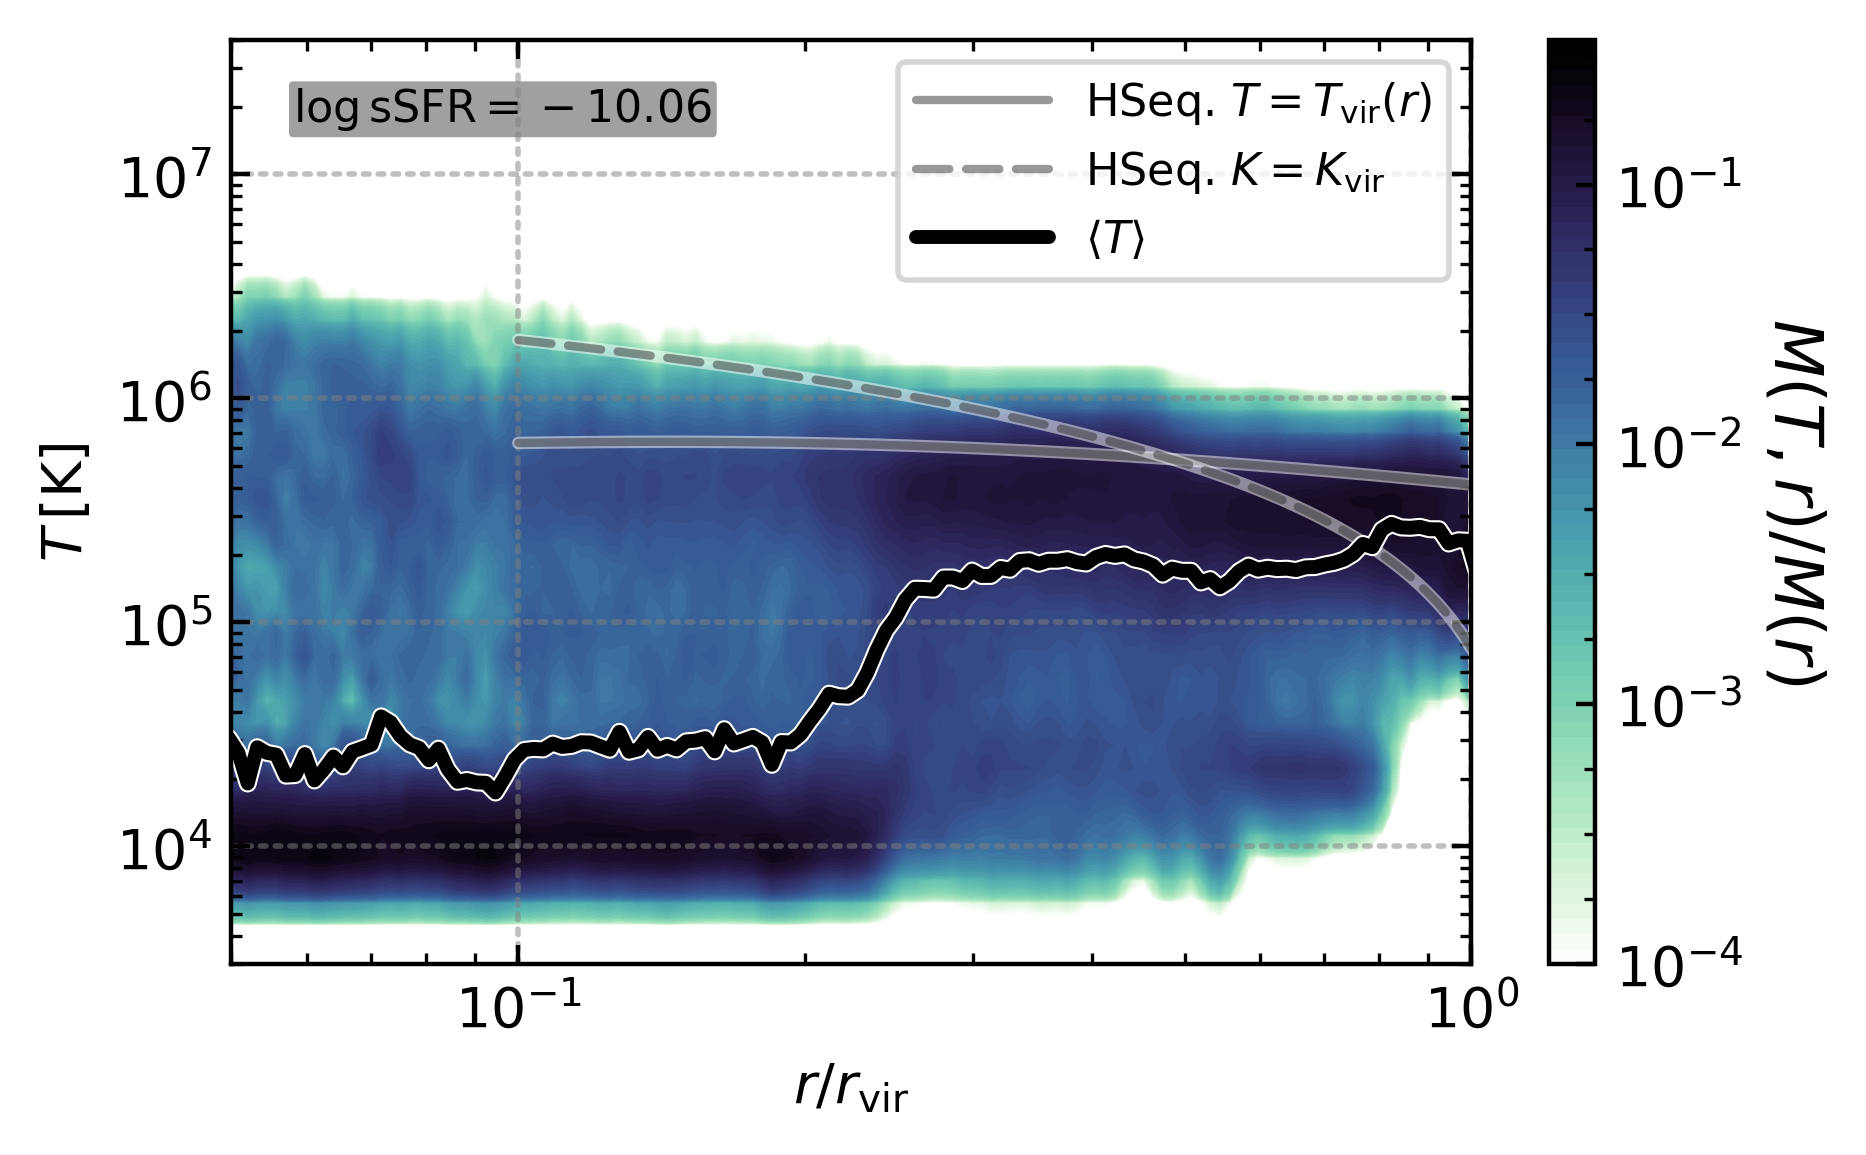 log sSFR = −10.06
HSeq. T = T_vir(r)
HSeq. K = K_vir
⟨T⟩
10^7
10^6
10^5
10^4
T [K]
10^−1
10^0
r/r_vir
10^−1
10^−2
10^−3
10^−4
M(T, r)/M(r)